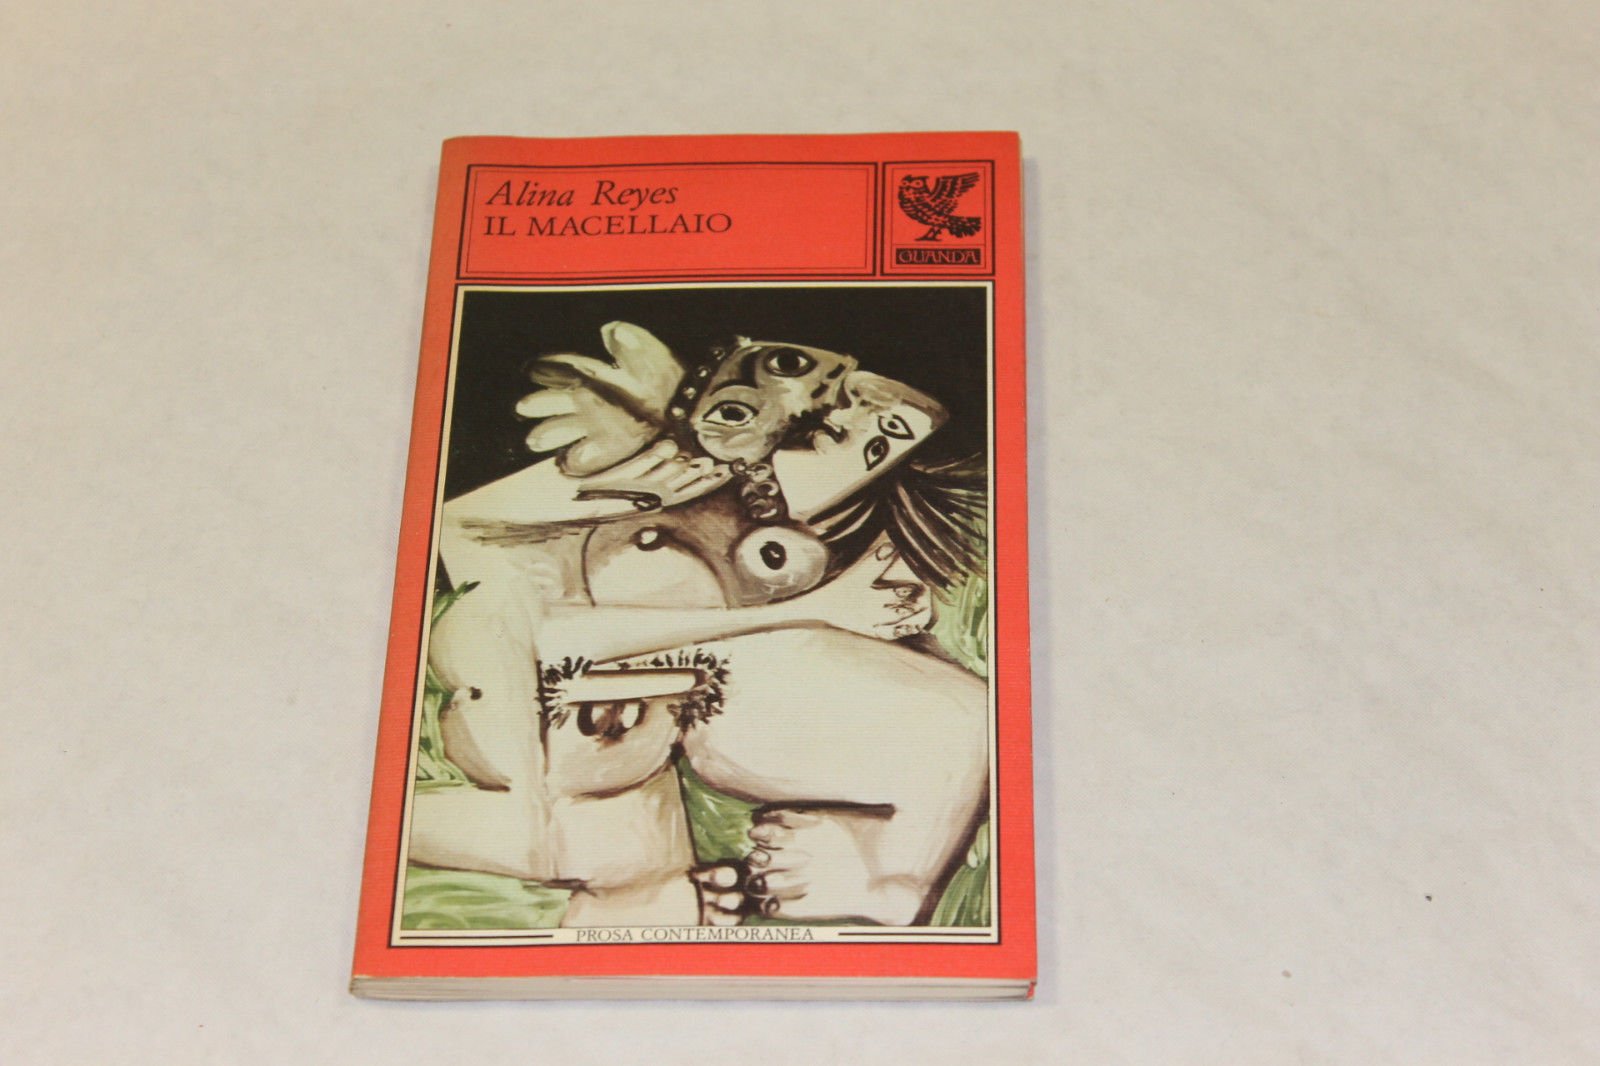 Alina Reyes
IL MACELLAIO
GUANDA
PROSA CONTEMPORANEA